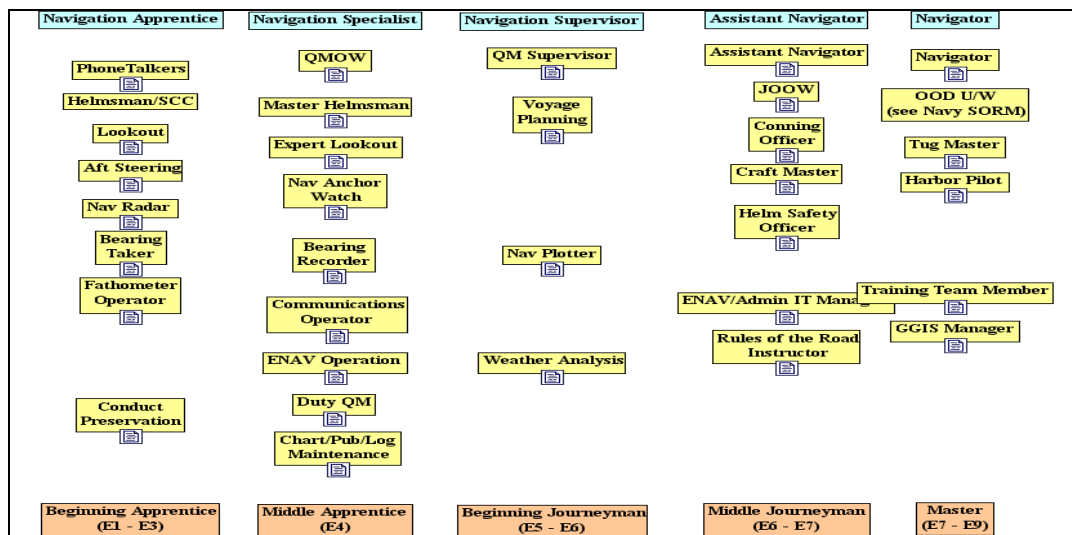 Navigation Apprentice
PhoneTalkers
Helmsman/SCC
Lookout
Aft Steering
Nav Radar
Bearing
Taker
Fathometer
Operator
Conduct
Preservation
Beginning Apprentice
(E1 - E3)
Navigation Specialist
QMOW
Master Helmsman
Expert Lookout
Nav Anchor
Watch
Bearing
Recorder
Communications
Operator
ENAV Operation
Duty QM
Chart/Pub/Log
Maintenance
Middle Apprentice
(E4)
Navigation Supervisor
QM Supervisor
Voyage
Planning
Nav Plotter
Weather Analysis
Beginning Journeyman
(E5 - E6)
Assistant Navigator
Assistant Navigator
JOOW
Conning
Officer
Craft Master
Helm Safety
Officer
ENAV/Admin IT Manag
Rules of the Road
Instructor
Middle Journeyman
(E6 - E7)
Navigator
Navigator
OOD U/W
(see Navy SORM)
Tug Master
Harbor Pilot
Training Team Member
GGIS Manager
Master
(E7 - E9)